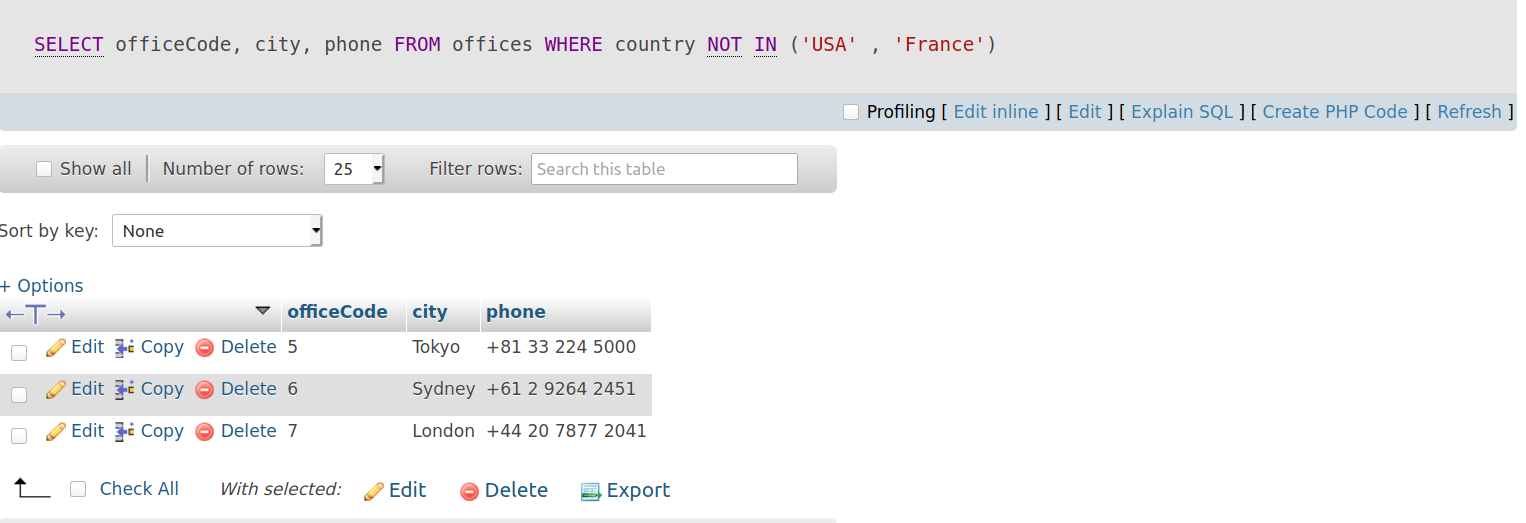 SELECT officeCode, city, phone FROM offices WHERE country NOT IN ('USA' , 'France')
Profiling [ Edit inline ] [ Edit ] [ Explain SQL ] [ Create PHP Code ] [ Refresh ]
Show all Number of rows: 25 Filter rows: Search this table
Sort by key: None
+ Options
officeCode city phone
Edit Copy Delete 5 Tokyo +81 33 224 5000
Edit Copy Delete 6 Sydney +61 2 9264 2451
Edit Copy Delete 7 London +44 20 7877 2041
Check All With selected: Edit Delete Export